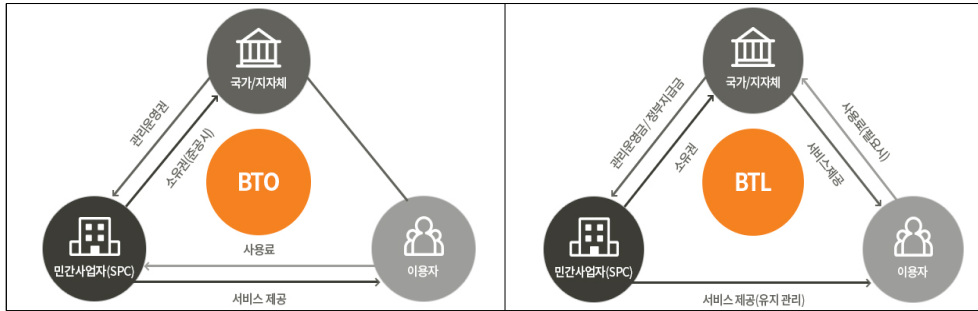 국가/지자체
관리운영권
소유권(준공시)
BTO
사용료
민간사업자(SPC)
이용자
서비스 제공
국가/지자체
관리운영금/ 정부지급금
소유권
사용료(필요시)
서비스제공
BTL
민간사업자(SPC)
이용자
서비스 제공(유지 관리)